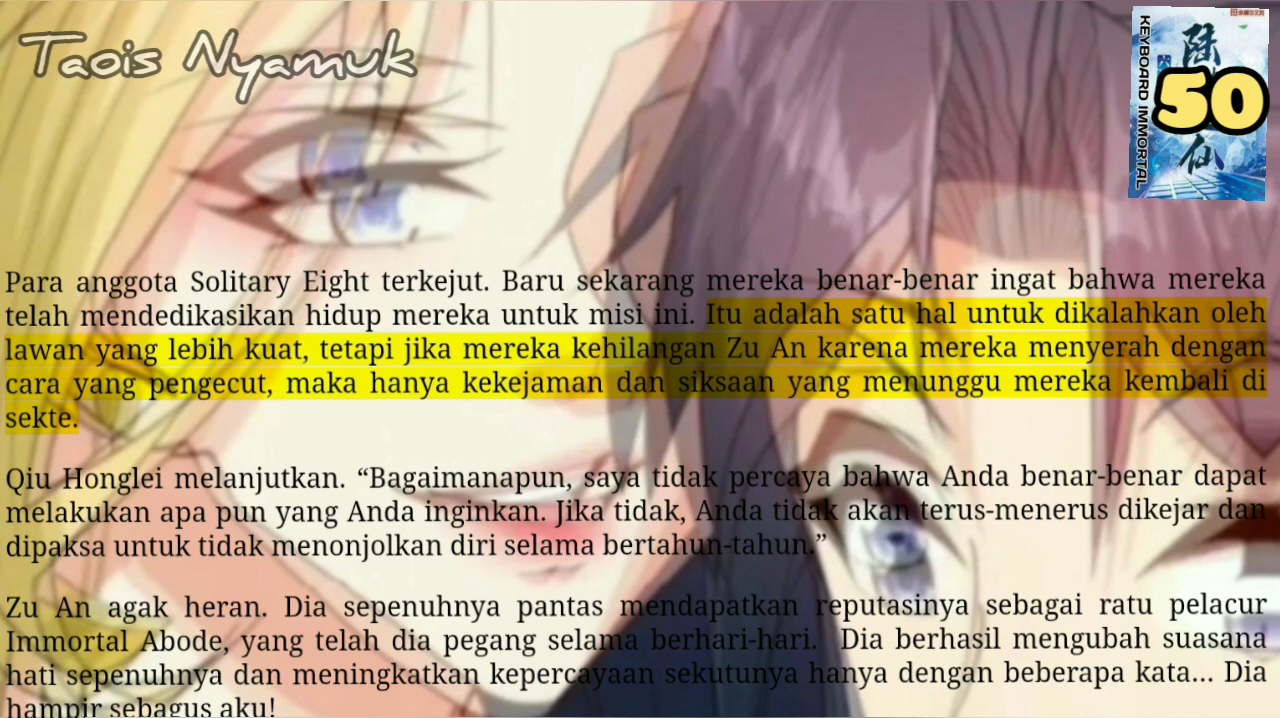 Taois Nyamuk
KEYBOARD IMMORTAL
陆
仙
50
Para anggota Solitary Eight terkejut. Baru sekarang mereka benar-benar ingat bahwa mereka
telah mendedikasikan hidup mereka untuk misi ini. Itu adalah satu hal untuk dikalahkan oleh
lawan yang lebih kuat, tetapi jika mereka kehilangan Zu An karena mereka menyerah dengan
cara yang pengecut, maka hanya kekejaman dan siksaan yang menunggu mereka kembali di
sekte.
Qiu Honglei melanjutkan. “Bagaimanapun, saya tidak percaya bahwa Anda benar-benar dapat
melakukan apa pun yang Anda inginkan. Jika tidak, Anda tidak akan terus-menerus dikejar dan
dipaksa untuk tidak menonjolkan diri selama bertahun-tahun.”
Zu An agak heran. Dia sepenuhnya pantas mendapatkan reputasinya sebagai ratu pelacur
Immortal Abode, yang telah dia pegang selama berhari-hari. Dia berhasil mengubah suasana
hati sepenuhnya dan meningkatkan kepercayaan sekutunya hanya dengan beberapa kata... Dia
hampir sebagus aku!